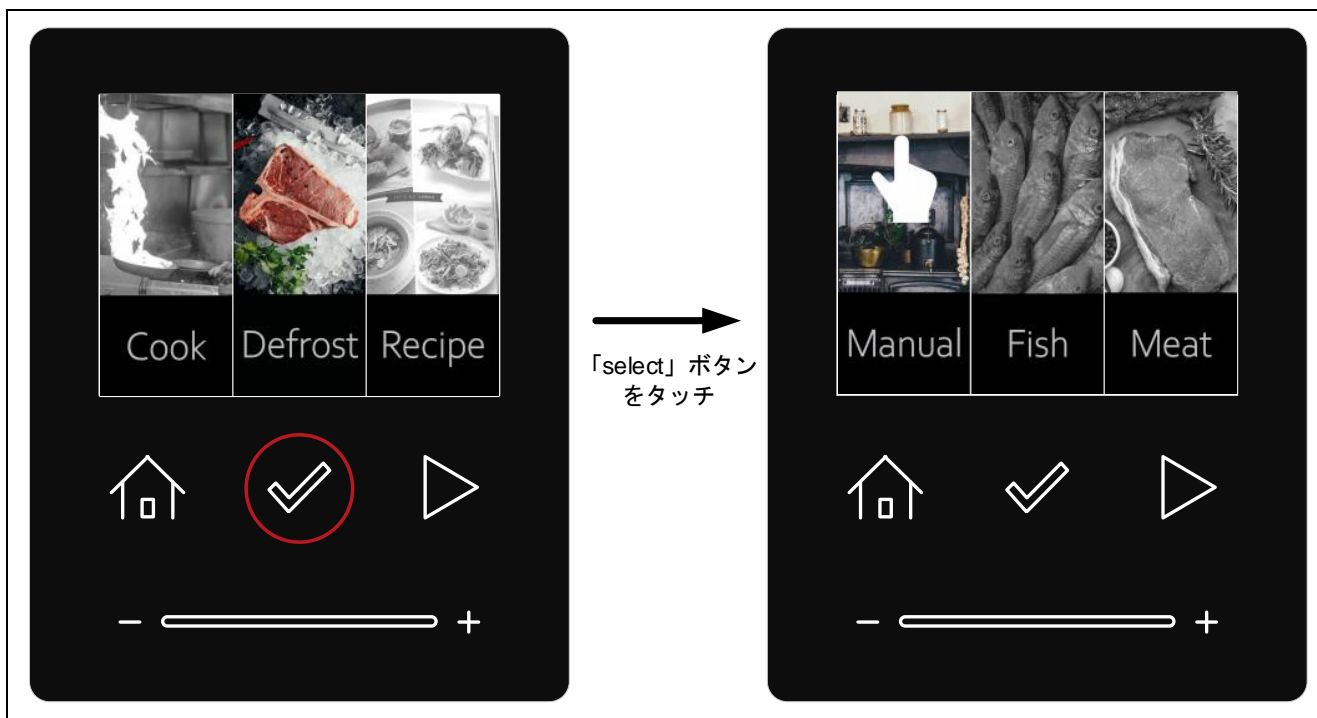 Cook Defrost Recipe
「select」ボタン
をタッチ
Manual Fish Meat
− +
− +